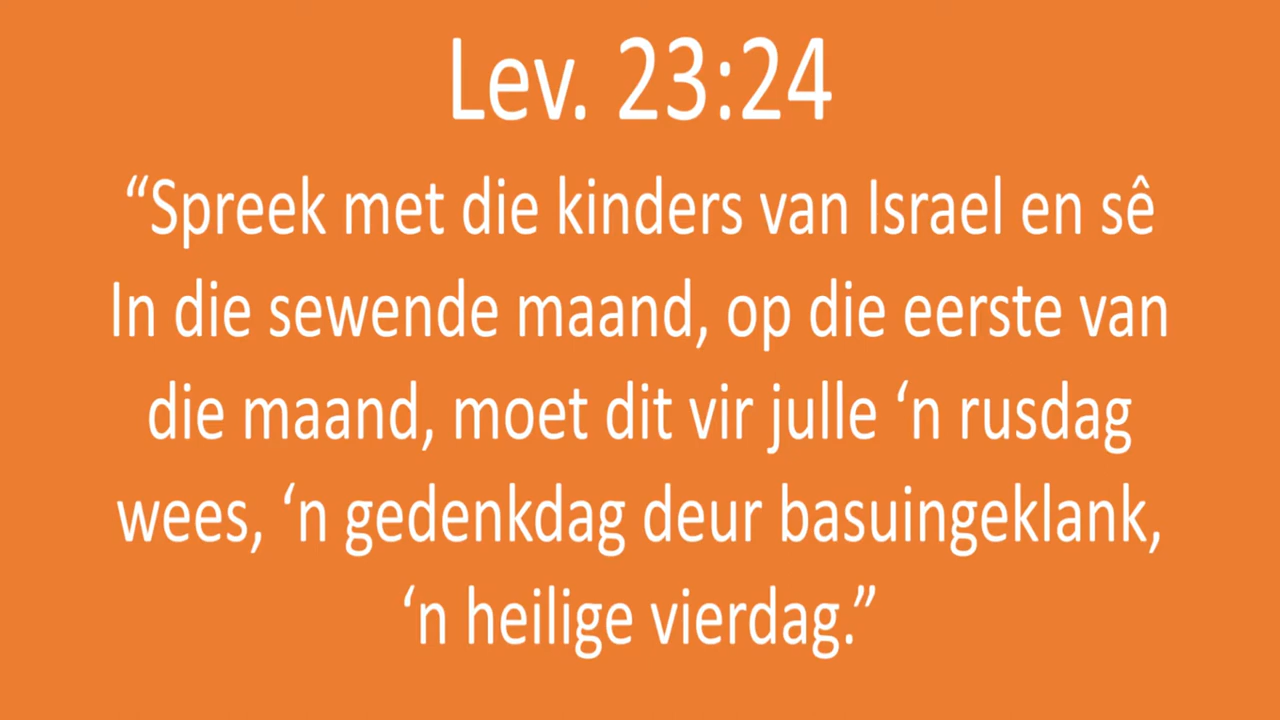 Lev. 23:24
“Spreek met die kinders van Israel en sê
In die sewende maand, op die eerste van
die maand, moet dit vir julle ‘n rusdag
wees, ‘n gedenkdag deur basuingeklank,
‘n heilige vierdag.”